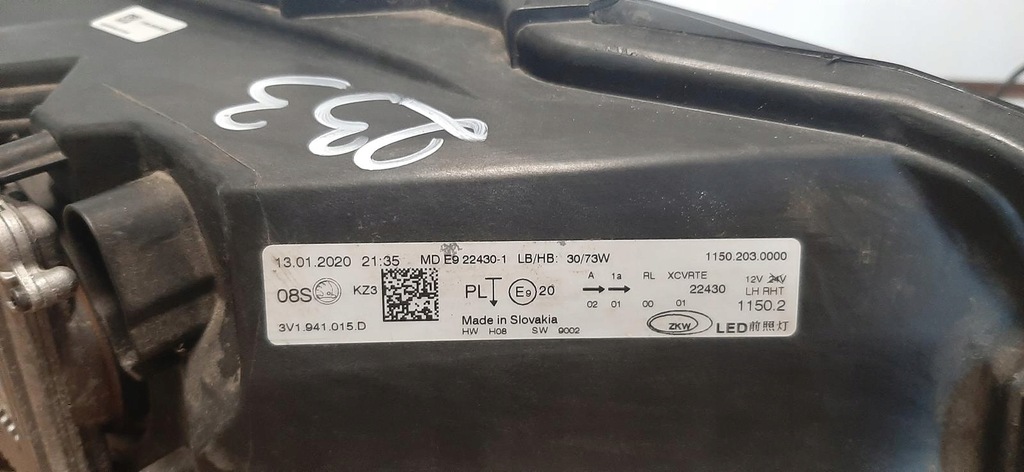 233
13.01.2020 21:35 MD E9 22430-1 LB/HB: 30/73W 1150.203.0000
08S KZ3 PL E9 20 A 1a RL XCVRTE 12V 24V
02 01 00 01 22430 LH RHT
1150.2
3V1.941.015.D Made in Slovakia ZKW LED前照灯
HW H08 SW 9002